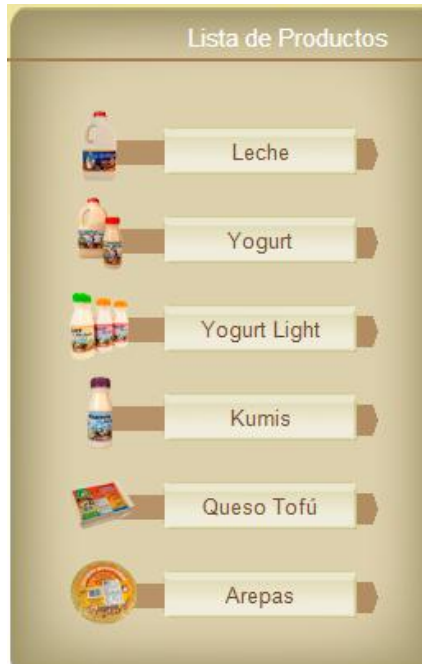 Lista de Productos
Leche
Yogurt
Yogurt Light
Kumis
Queso Tofú
Arepas